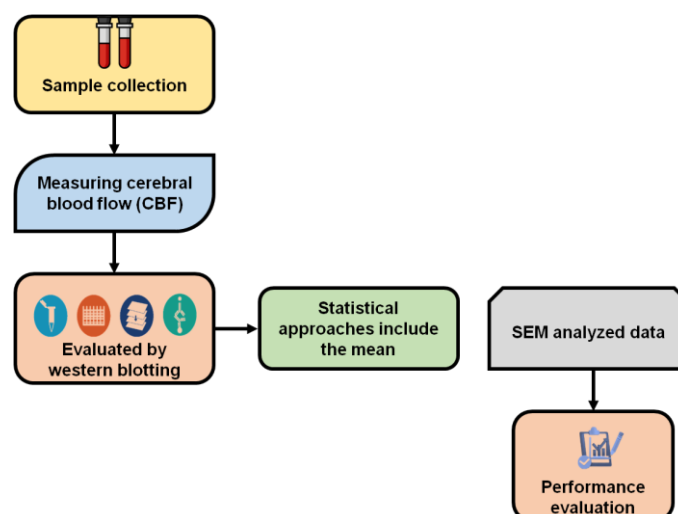 Sample collection
Measuring cerebral
blood flow (CBF)
Evaluated by
western blotting
Statistical
approaches include
the mean
SEM analyzed data
Performance
evaluation